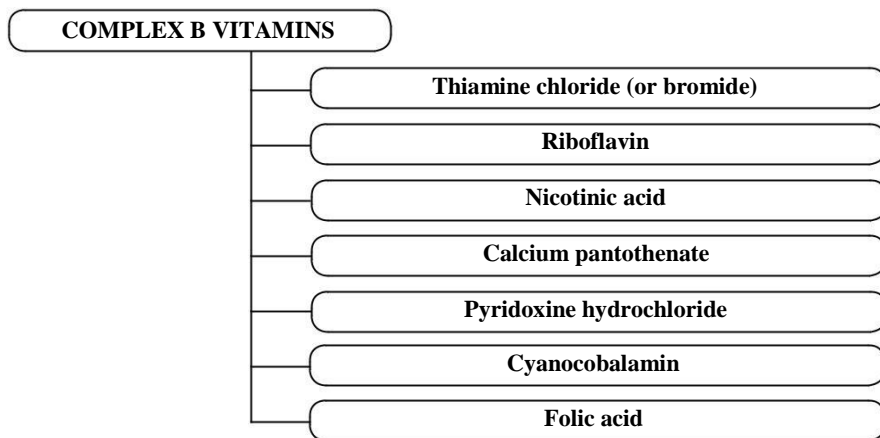 COMPLEX B VITAMINS
Thiamine chloride (or bromide)
Riboflavin
Nicotinic acid
Calcium pantothenate
Pyridoxine hydrochloride
Cyanocobalamin
Folic acid